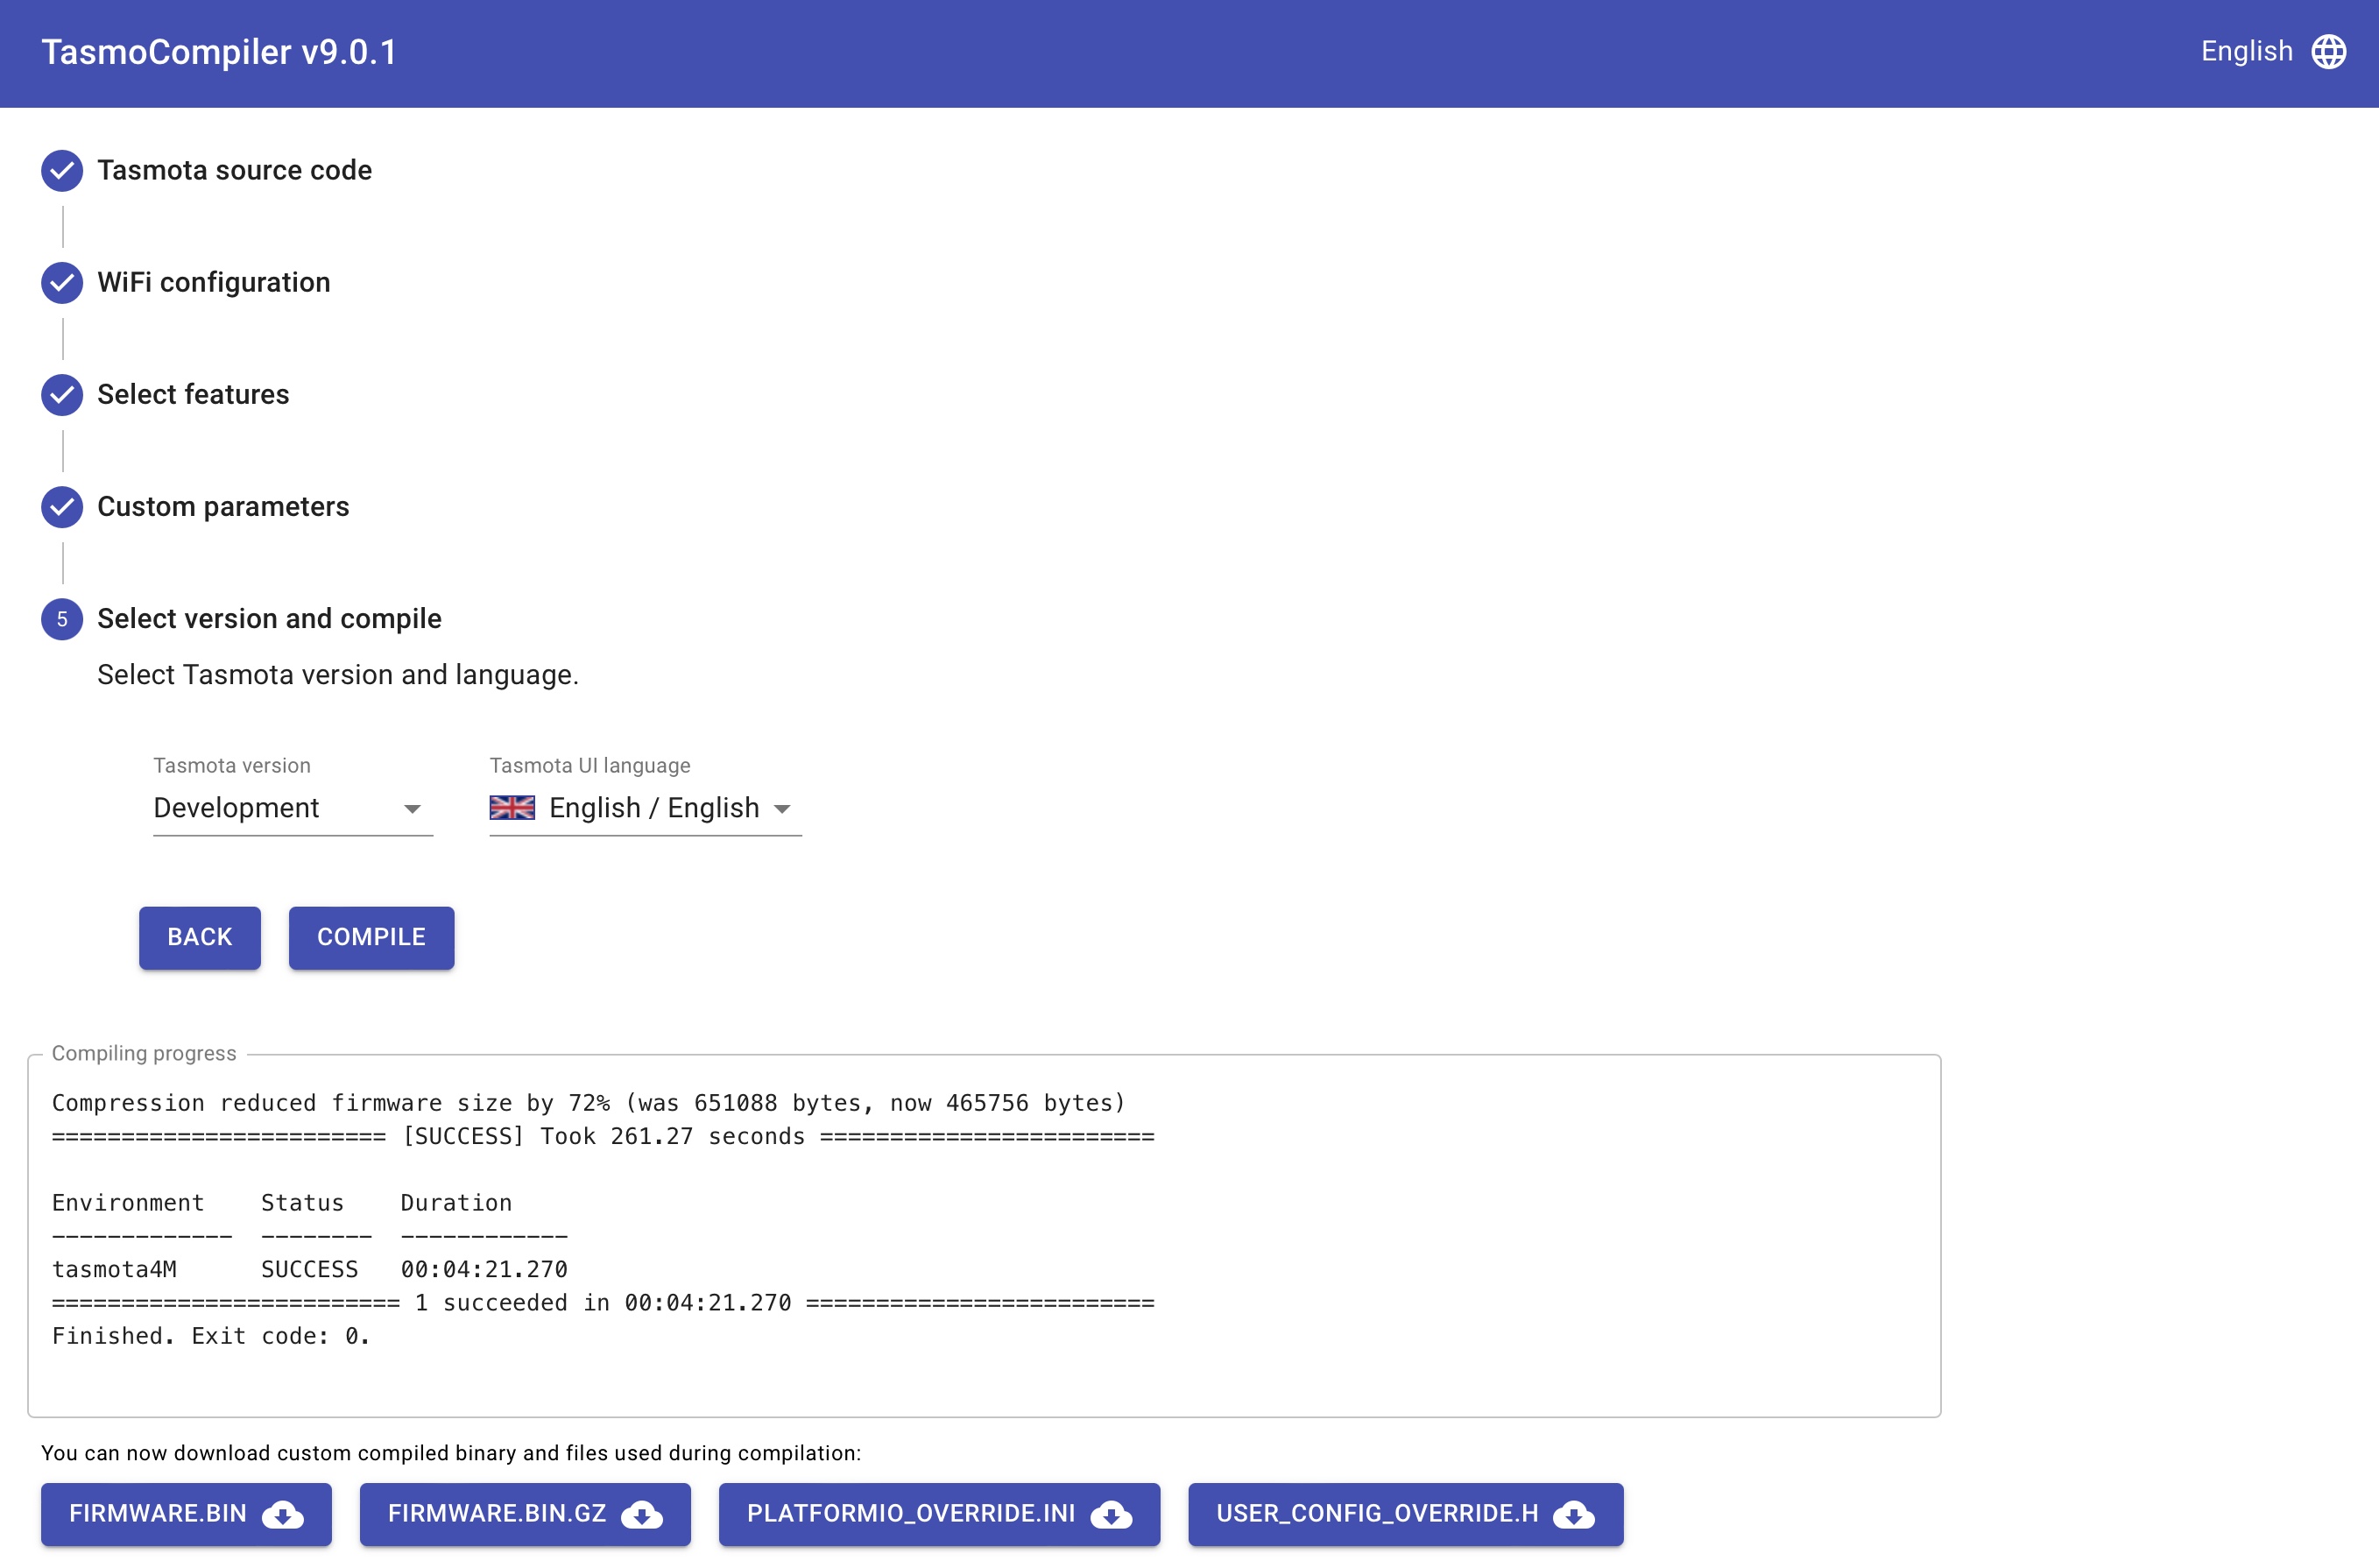 TasmoCompiler v9.0.1
English
Tasmota source code
WiFi configuration
Select features
Custom parameters
5 Select version and compile
Select Tasmota version and language.
Tasmota version Tasmota UI language
Development English / English
BACK COMPILE
Compiling progress
Compression reduced firmware size by 72% (was 651088 bytes, now 465756 bytes)
======================== [SUCCESS] Took 261.27 seconds ========================
Environment    Status    Duration
-------------  --------  ------------
tasmota4M      SUCCESS   00:04:21.270
========================= 1 succeeded in 00:04:21.270 =========================
Finished. Exit code: 0.
You can now download custom compiled binary and files used during compilation:
FIRMWARE.BIN FIRMWARE.BIN.GZ PLATFORMIO_OVERRIDE.INI USER_CONFIG_OVERRIDE.H